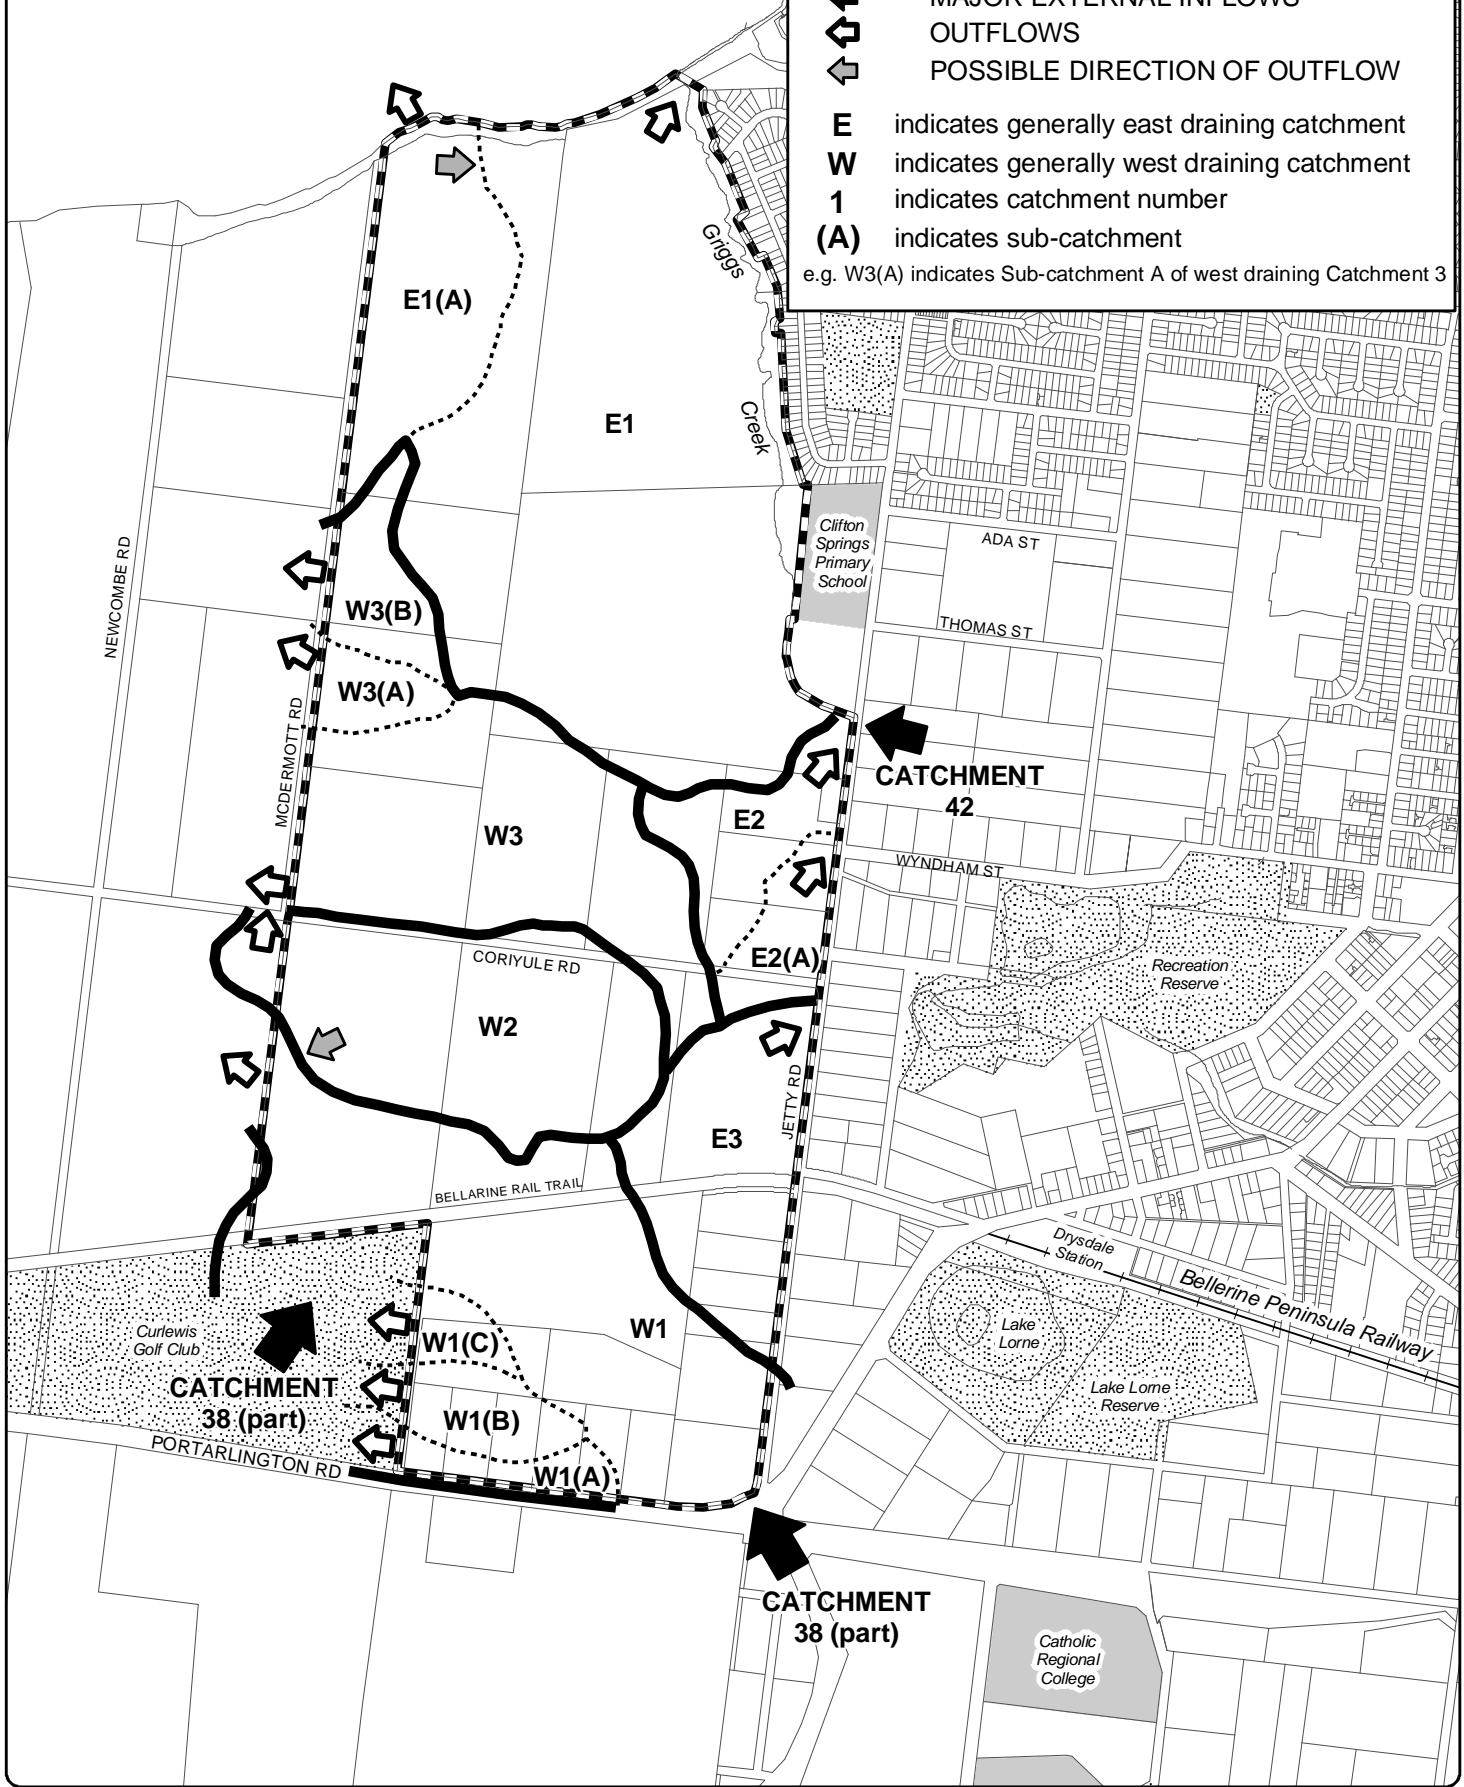 MAJOR EXTERNAL INFLOWS
OUTFLOWS
POSSIBLE DIRECTION OF OUTFLOW
E indicates generally east draining catchment
W indicates generally west draining catchment
1 indicates catchment number
(A) indicates sub-catchment
e.g. W3(A) indicates Sub-catchment A of west draining Catchment 3
Griggs
Creek
E1(A)
E1
Clifton
Springs
Primary
School
ADA ST
NEWCOMBE RD
W3(B)
THOMAS ST
W3(A)
MCDERMOTT RD
CATCHMENT
42
E2
W3
WYNDHAM ST
E2(A)
CORIYULE RD
Recreation
Reserve
W2
JETTY RD
E3
BELLARINE RAIL TRAIL
Drysdale
Station
Bellerine Peninsula Railway
Curlewis
Golf Club
W1
W1(C)
Lake
Lorne
CATCHMENT
38 (part)
Lake Lorne
Reserve
W1(B)
PORTARLINGTON RD
W1(A)
CATCHMENT
38 (part)
Catholic
Regional
College